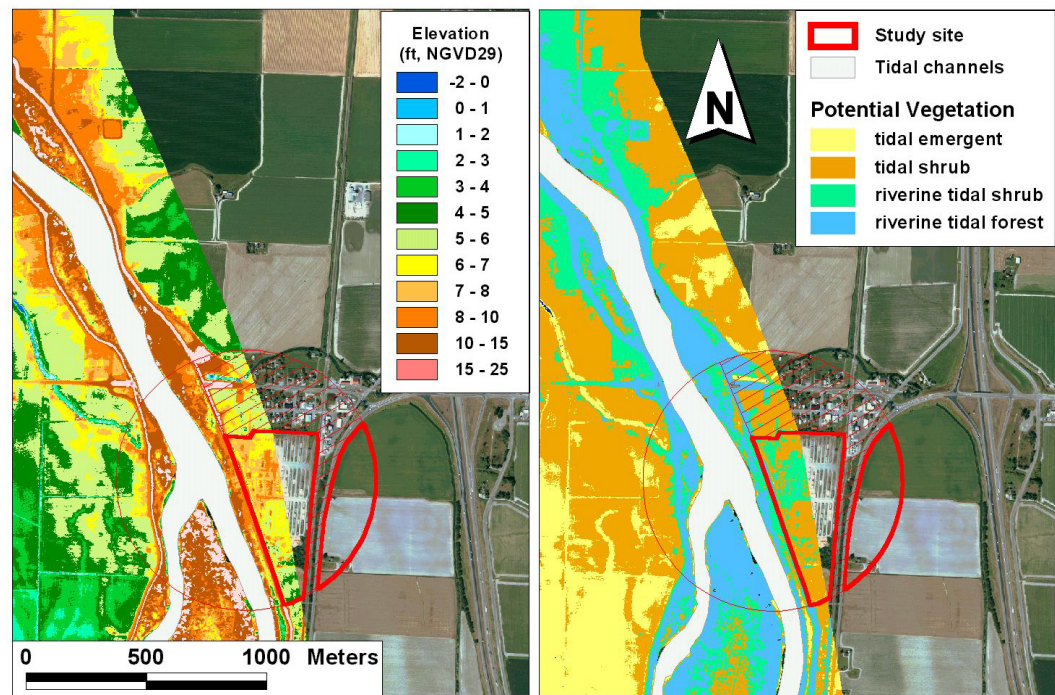 Elevation
(ft, NGVD29)
-2 - 0
0 - 1
1 - 2
2 - 3
3 - 4
4 - 5
5 - 6
6 - 7
7 - 8
8 - 10
10 - 15
15 - 25
0 500 1000 Meters
N
Study site
Tidal channels
Potential Vegetation
tidal emergent
tidal shrub
riverine tidal shrub
riverine tidal forest